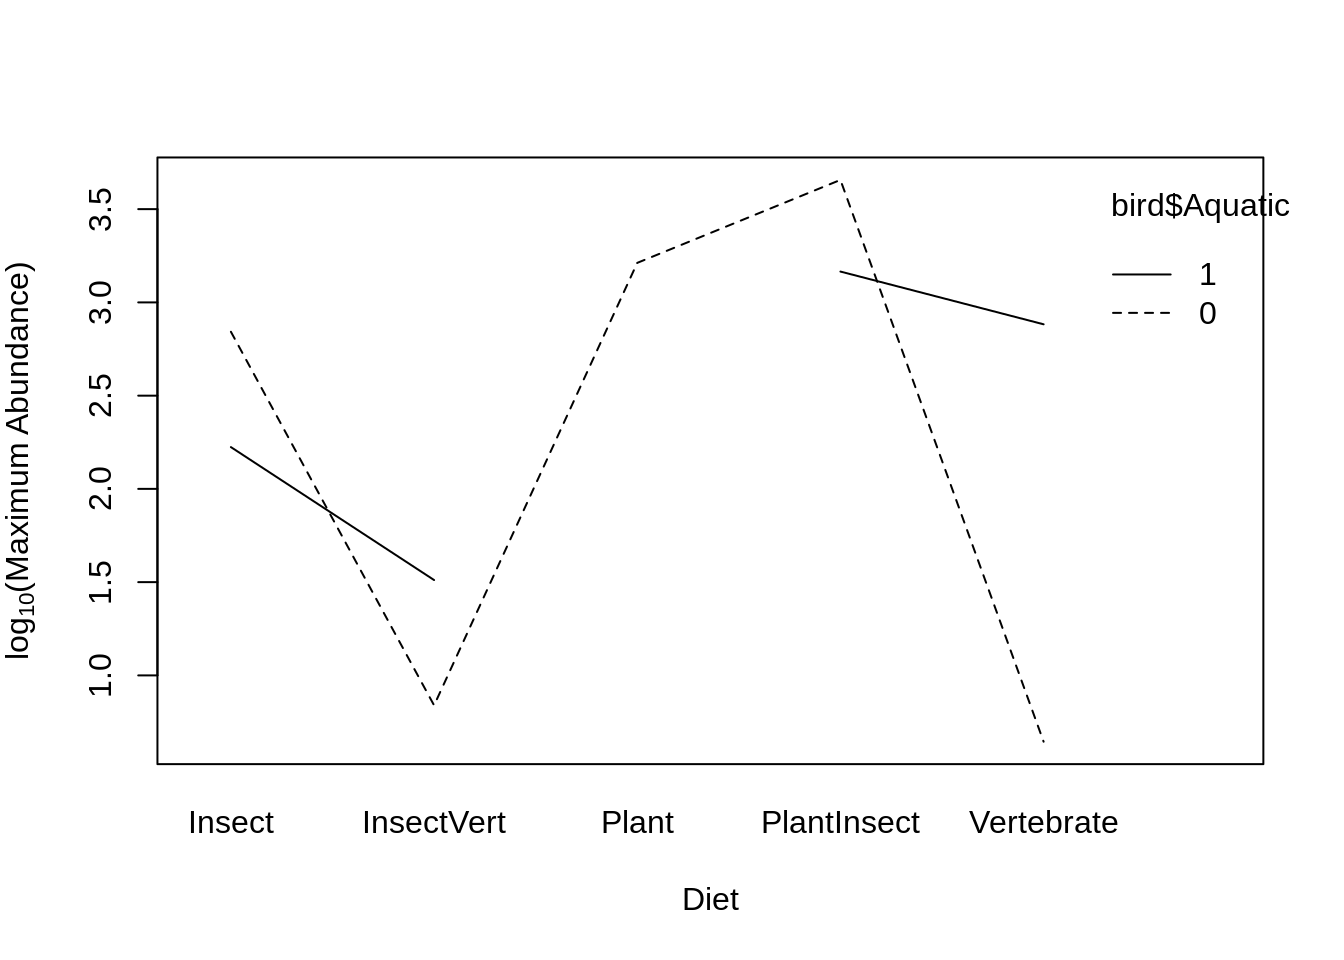 log10(Maximum Abundance)
3.5
3.0
2.5
2.0
1.5
1.0
bird$Aquatic
1
0
Insect InsectVert Plant PlantInsect Vertebrate
Diet